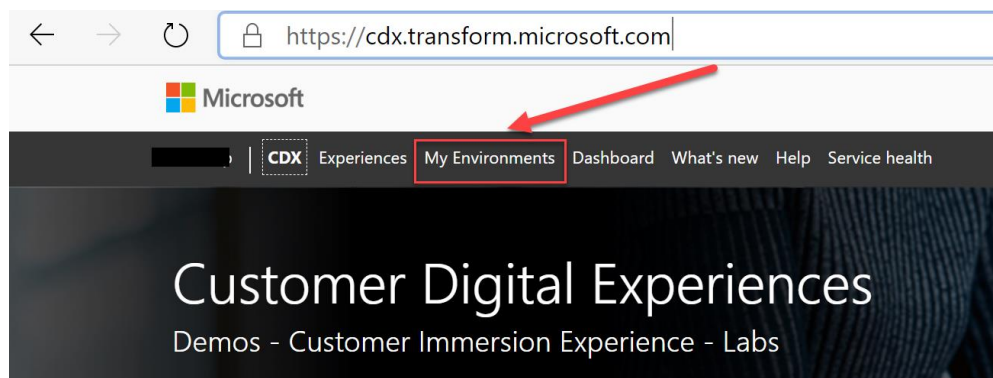 https://cdx.transform.microsoft.com
Microsoft
CDX Experiences My Environments Dashboard What's new Help Service health
Customer Digital Experiences
Demos - Customer Immersion Experience - Labs